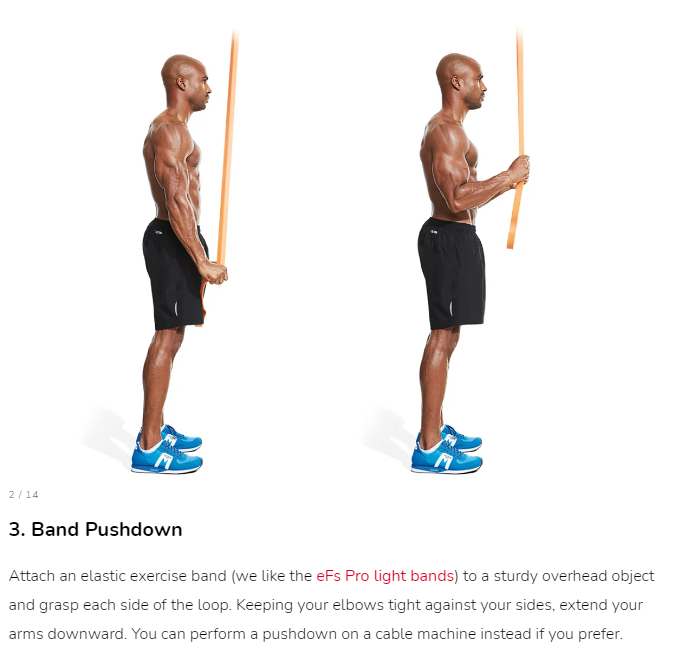 2 / 14
3. Band Pushdown
Attach an elastic exercise band (we like the eFs Pro light bands) to a sturdy overhead object
and grasp each side of the loop. Keeping your elbows tight against your sides, extend your
arms downward. You can perform a pushdown on a cable machine instead if you prefer.